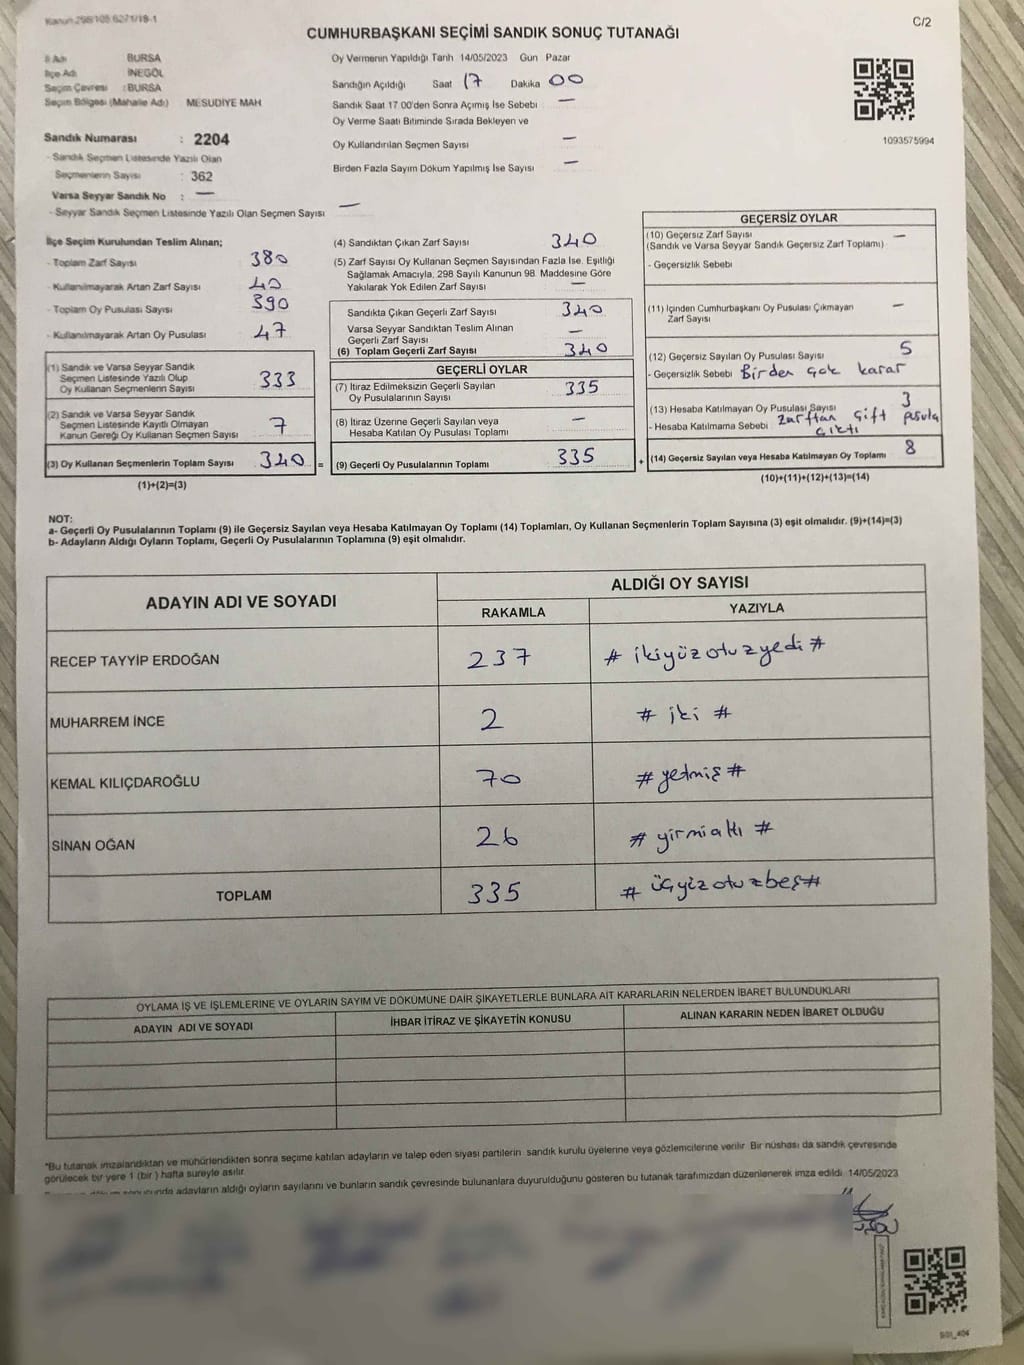 Kanun 298/105 6271/18-1
C/2
CUMHURBAŞKANI SEÇİMİ SANDIK SONUÇ TUTANAĞI
İl Adı BURSA
İlçe Adı İNEGÖL
Seçim Çevresi : BURSA
Seçim Bölgesi (Mahalle Adı) MESUDİYE MAH
Sandık Numarası : 2204
- Sandık Seçmen Listesinde Yazılı Olan
Seçmenlerin Sayısı : 362
Varsa Seyyar Sandık No : —
- Seyyar Sandık Seçmen Listesinde Yazılı Olan Seçmen Sayısı —
Oy Vermenin Yapıldığı Tarih 14/05/2023 Gün Pazar
Sandığın Açıldığı Saat 17 Dakika 00
Sandık Saat 17.00'den Sonra Açılmış İse Sebebi —
Oy Verme Saati Bitiminde Sırada Bekleyen ve
Oy Kullandırılan Seçmen Sayısı —
Birden Fazla Sayım Döküm Yapılmış İse Sayısı —
1093575994
İlçe Seçim Kurulundan Teslim Alınan;
- Toplam Zarf Sayısı 380
- Kullanılmayarak Artan Zarf Sayısı 40
- Toplam Oy Pusulası Sayısı 390
- Kullanılmayarak Artan Oy Pusulası 47
(1) Sandık ve Varsa Seyyar Sandık
Seçmen Listesinde Yazılı Olup
Oy Kullanan Seçmenlerin Sayısı 333
(2) Sandık ve Varsa Seyyar Sandık
Seçmen Listesinde Kayıtlı Olmayan
Kanun Gereği Oy Kullanan Seçmen Sayısı 7
(3) Oy Kullanan Seçmenlerin Toplam Sayısı 340 =
(1)+(2)=(3)
(4) Sandıktan Çıkan Zarf Sayısı 340
(5) Zarf Sayısı Oy Kullanan Seçmen Sayısından Fazla İse, Eşitliği
Sağlamak Amacıyla, 298 Sayılı Kanunun 98. Maddesine Göre
Yakılarak Yok Edilen Zarf Sayısı —
Sandıkta Çıkan Geçerli Zarf Sayısı 340
Varsa Seyyar Sandıktan Teslim Alınan
Geçerli Zarf Sayısı —
(6) Toplam Geçerli Zarf Sayısı 340
GEÇERLİ OYLAR
(7) İtiraz Edilmeksizin Geçerli Sayılan
Oy Pusulalarının Sayısı 335
(8) İtiraz Üzerine Geçerli Sayılan veya
Hesaba Katılan Oy Pusulası Toplamı —
(9) Geçerli Oy Pusulalarının Toplamı 335 +
GEÇERSİZ OYLAR
(10) Geçersiz Zarf Sayısı —
(Sandık ve Varsa Seyyar Sandık Geçersiz Zarf Toplamı)
- Geçersizlik Sebebi
(11) İçinden Cumhurbaşkanı Oy Pusulası Çıkmayan —
Zarf Sayısı
(12) Geçersiz Sayılan Oy Pusulası Sayısı 5
- Geçersizlik Sebebi Birden çok karar
(13) Hesaba Katılmayan Oy Pusulası Sayısı 3
- Hesaba Katılmama Sebebi Zarftan çift pusula
çıktı
(14) Geçersiz Sayılan veya Hesaba Katılmayan Oy Toplamı 8
(10)+(11)+(12)+(13)=(14)
NOT:
a- Geçerli Oy Pusulalarının Toplamı (9) ile Geçersiz Sayılan veya Hesaba Katılmayan Oy Toplamı (14) Toplamları, Oy Kullanan Seçmenlerin Toplam Sayısına (3) eşit olmalıdır. (9)+(14)=(3)
b- Adayların Aldığı Oyların Toplamı, Geçerli Oy Pusulalarının Toplamına (9) eşit olmalıdır.
ADAYIN ADI VE SOYADI
ALDIĞI OY SAYISI
RAKAMLA YAZIYLA
RECEP TAYYİP ERDOĞAN 237 # ikiyüzotuzyedi #
MUHARREM İNCE 2 # iki #
KEMAL KILIÇDAROĞLU 70 # yetmiş #
SİNAN OĞAN 26 # yirmialtı #
TOPLAM 335 # üçyüzotuzbeş #
OYLAMA İŞ VE İŞLEMLERİNE VE OYLARIN SAYIM VE DÖKÜMÜNE DAİR ŞİKAYETLERLE BUNLARA AİT KARARLARIN NELERDEN İBARET BULUNDUKLARI
ADAYIN ADI VE SOYADI İHBAR İTİRAZ VE ŞİKAYETİN KONUSU ALINAN KARARIN NEDEN İBARET OLDUĞU
*Bu tutanak imzalandıktan ve mühürlendikten sonra seçime katılan adayların ve talep eden siyasi partilerin sandık kurulu üyelerine veya gözlemcilerine verilir. Bir nüshası da sandık çevresinde
görülecek bir yere 1 (bir) hafta süreyle asılır.
adayların aldığı oyların sayılarını ve bunların sandık çevresinde bulunanlara duyurulduğunu gösteren bu tutanak tarafımızdan düzenlenerek imza edildi. 14/05/2023